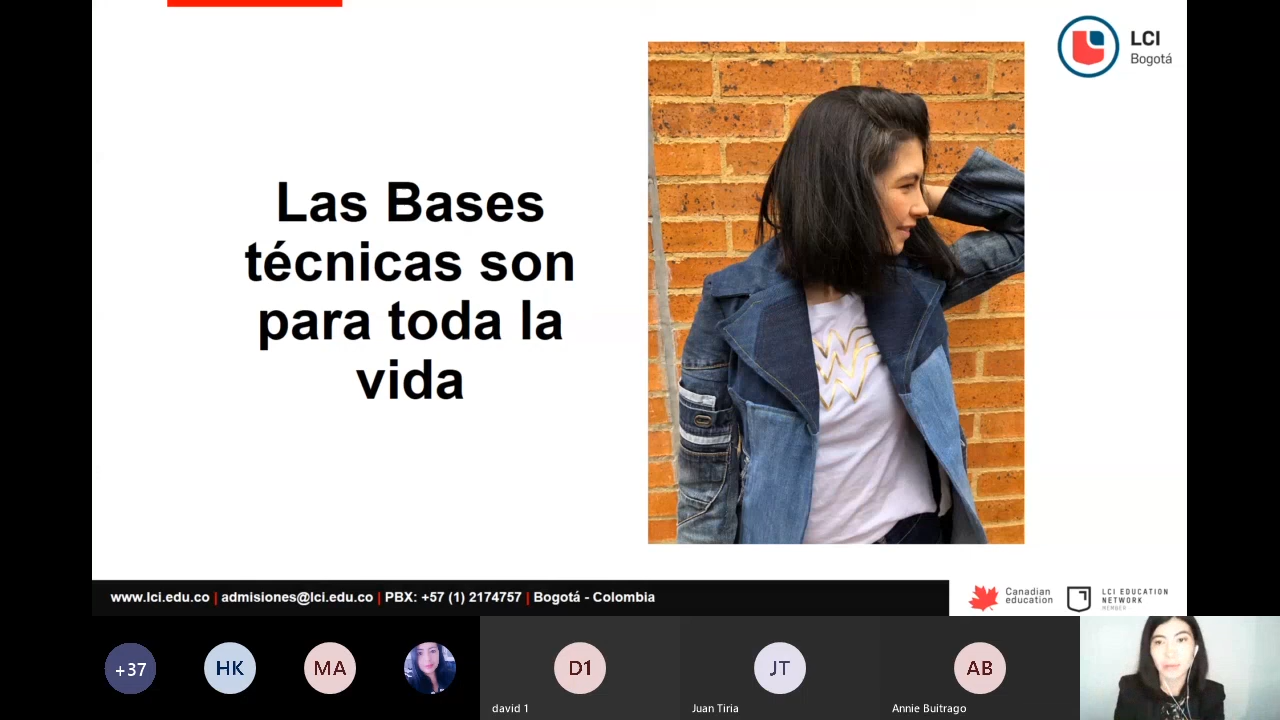 LCI
Bogotá
Las Bases
técnicas son
para toda la
vida
www.lci.edu.co | admisiones@lci.edu.co | PBX: +57 (1) 2174757 | Bogotá - Colombia
Canadian
education
LCI EDUCATION
NETWORK
MEMBER
+37
HK
MA
D1
JT
AB
david 1
Juan Tiria
Annie Buitrago